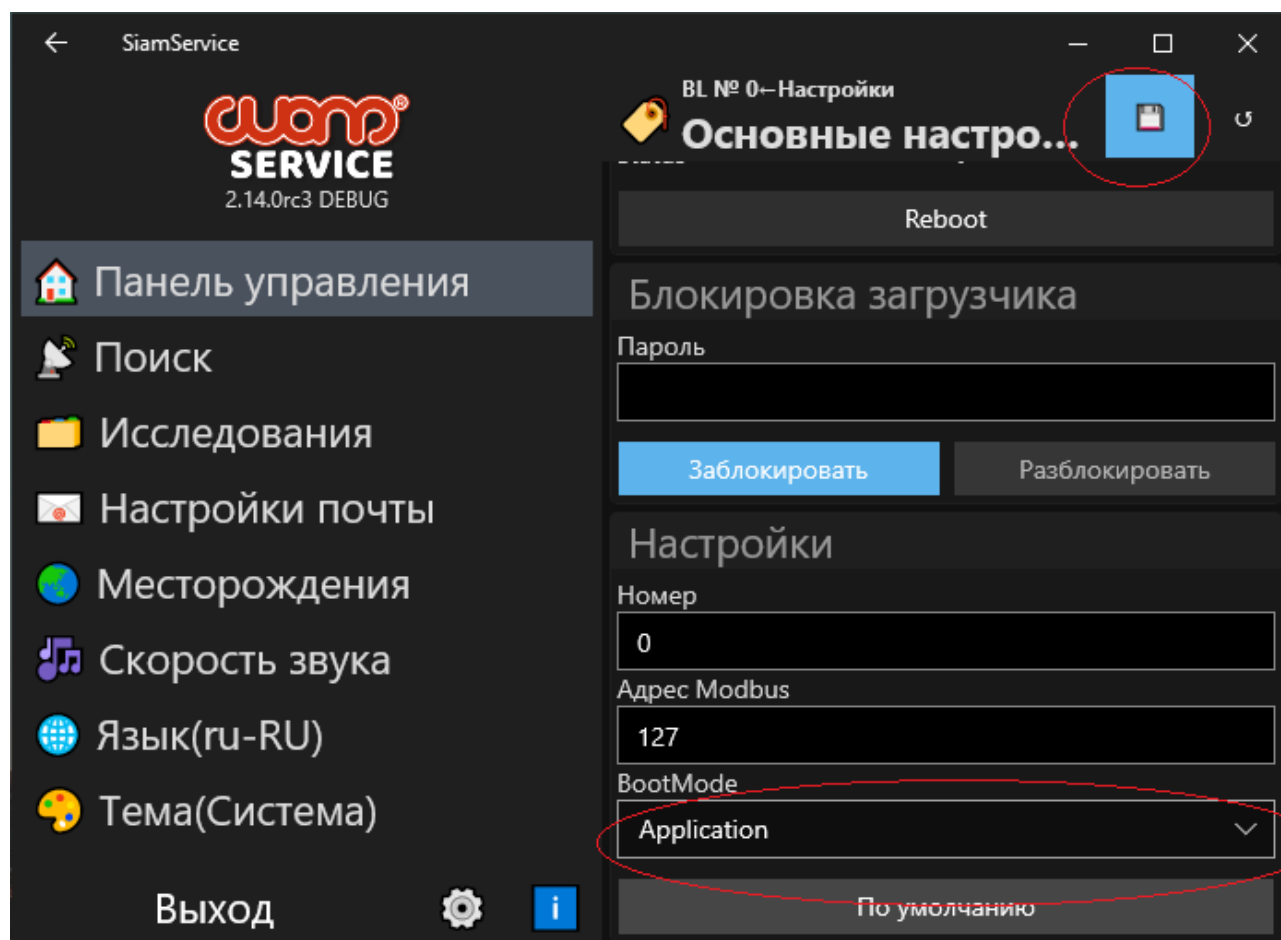 SiamService
сиамп®
SERVICE
2.14.0rc3 DEBUG
Панель управления
Поиск
Исследования
Настройки почты
Месторождения
Скорость звука
Язык(ru-RU)
Тема(Система)
Выход
BL № 0←Настройки
Основные настро...
Reboot
Блокировка загрузчика
Пароль
Заблокировать
Разблокировать
Настройки
Номер
0
Адрес Modbus
127
BootMode
Application
По умолчанию